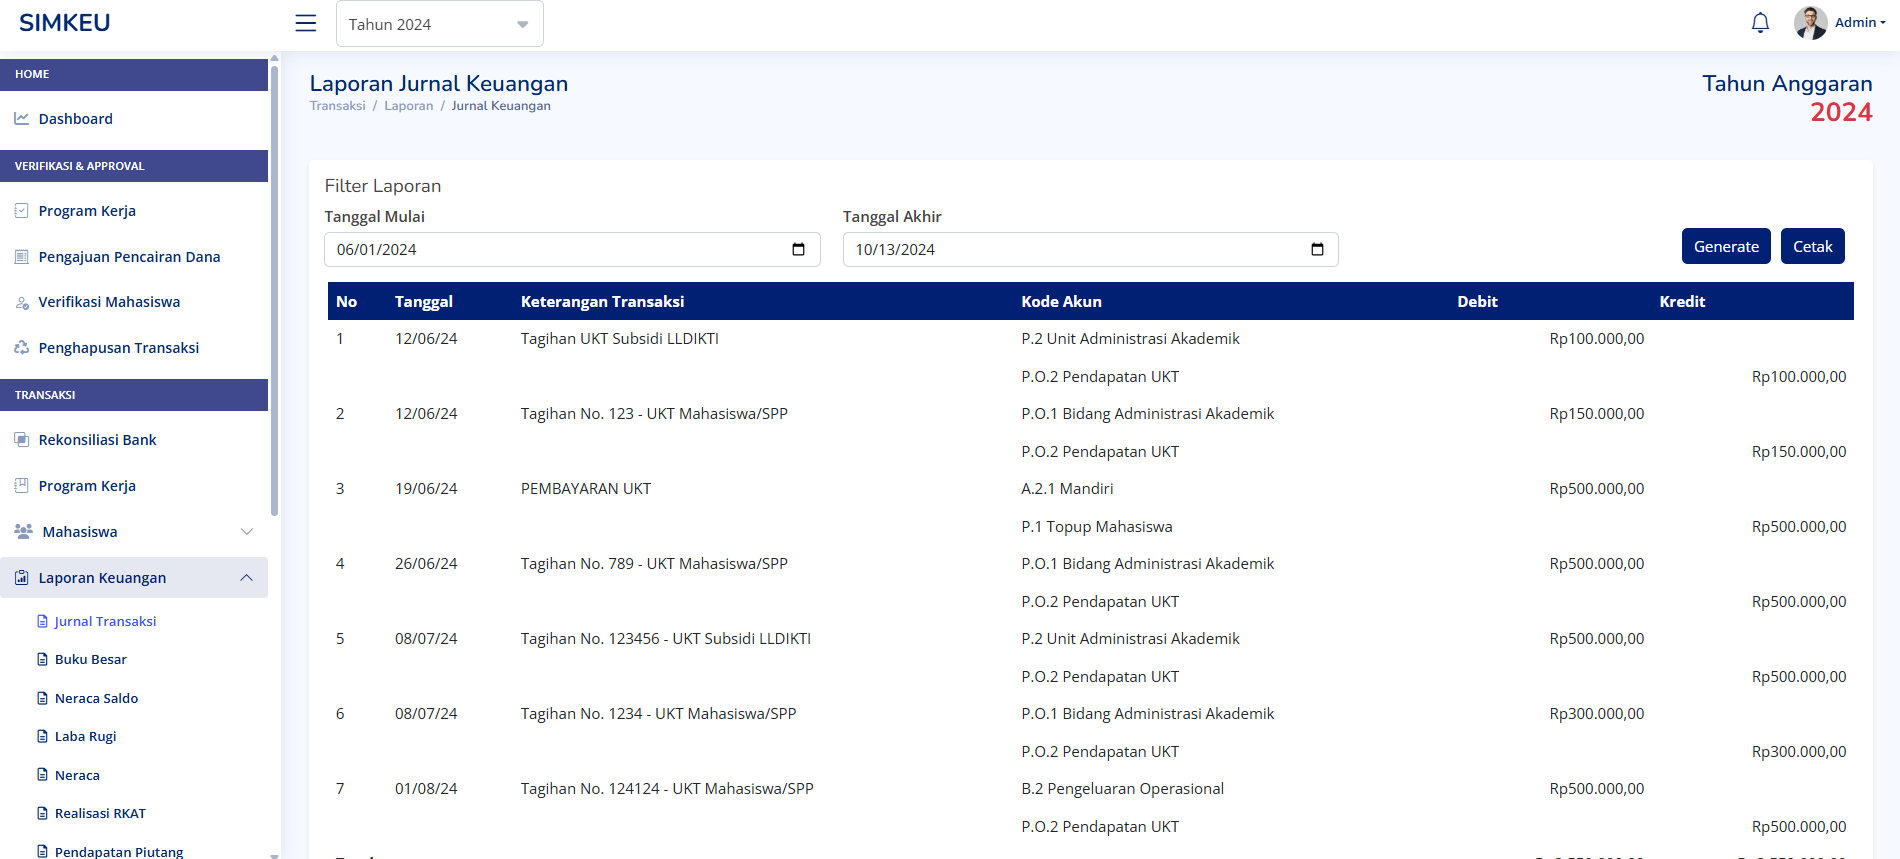 SIMKEU
Tahun 2024
Admin
HOME
Dashboard
VERIFIKASI & APPROVAL
Program Kerja
Pengajuan Pencairan Dana
Verifikasi Mahasiswa
Penghapusan Transaksi
TRANSAKSI
Rekonsiliasi Bank
Program Kerja
Mahasiswa
Laporan Keuangan
Jurnal Transaksi
Buku Besar
Neraca Saldo
Laba Rugi
Neraca
Realisasi RKAT
Pendapatan Piutang
Laporan Jurnal Keuangan
Transaksi / Laporan / Jurnal Keuangan
Tahun Anggaran
2024
Filter Laporan
Tanggal Mulai
Tanggal Akhir
06/01/2024
10/13/2024
Generate
Cetak
No Tanggal Keterangan Transaksi Kode Akun Debit Kredit
1 12/06/24 Tagihan UKT Subsidi LLDIKTI P.2 Unit Administrasi Akademik Rp100.000,00
P.O.2 Pendapatan UKT Rp100.000,00
2 12/06/24 Tagihan No. 123 - UKT Mahasiswa/SPP P.O.1 Bidang Administrasi Akademik Rp150.000,00
P.O.2 Pendapatan UKT Rp150.000,00
3 19/06/24 PEMBAYARAN UKT A.2.1 Mandiri Rp500.000,00
P.1 Topup Mahasiswa Rp500.000,00
4 26/06/24 Tagihan No. 789 - UKT Mahasiswa/SPP P.O.1 Bidang Administrasi Akademik Rp500.000,00
P.O.2 Pendapatan UKT Rp500.000,00
5 08/07/24 Tagihan No. 123456 - UKT Subsidi LLDIKTI P.2 Unit Administrasi Akademik Rp500.000,00
P.O.2 Pendapatan UKT Rp500.000,00
6 08/07/24 Tagihan No. 1234 - UKT Mahasiswa/SPP P.O.1 Bidang Administrasi Akademik Rp300.000,00
P.O.2 Pendapatan UKT Rp300.000,00
7 01/08/24 Tagihan No. 124124 - UKT Mahasiswa/SPP B.2 Pengeluaran Operasional Rp500.000,00
P.O.2 Pendapatan UKT Rp500.000,00